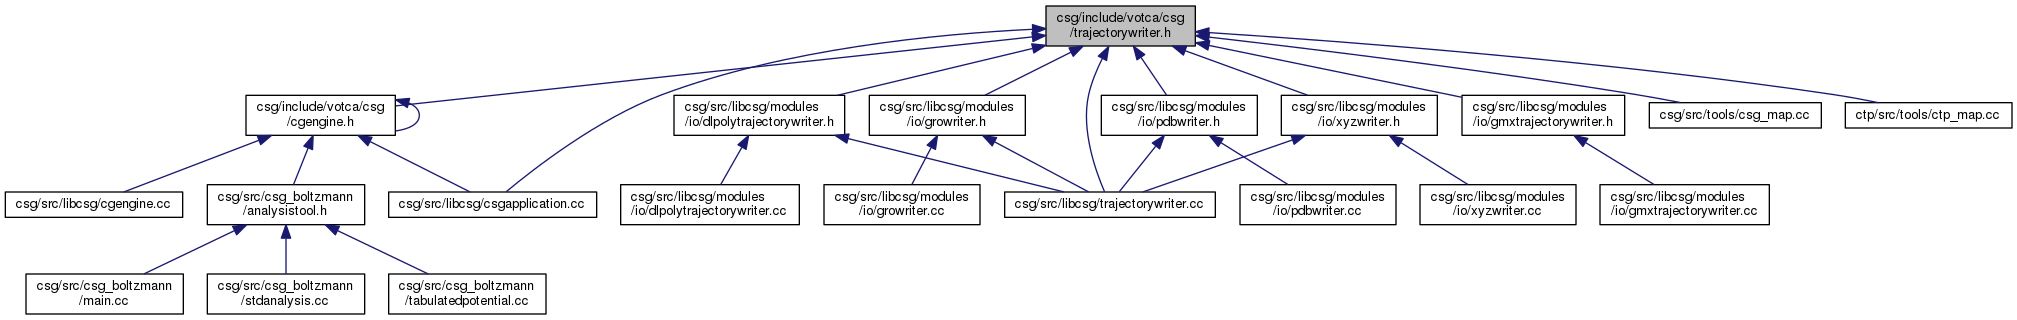 csg/include/votca/csg
/trajectorywriter.h
csg/include/votca/csg
/cgengine.h
csg/src/libcsg/modules
/io/dlpolytrajectorywriter.h
csg/src/libcsg/modules
/io/growriter.h
csg/src/libcsg/modules
/io/pdbwriter.h
csg/src/libcsg/modules
/io/xyzwriter.h
csg/src/libcsg/modules
/io/gmxtrajectorywriter.h
csg/src/tools/csg_map.cc
ctp/src/tools/ctp_map.cc
csg/src/libcsg/cgengine.cc
csg/src/csg_boltzmann
/analysistool.h
csg/src/libcsg/csgapplication.cc
csg/src/libcsg/modules
/io/dlpolytrajectorywriter.cc
csg/src/libcsg/modules
/io/growriter.cc
csg/src/libcsg/trajectorywriter.cc
csg/src/libcsg/modules
/io/pdbwriter.cc
csg/src/libcsg/modules
/io/xyzwriter.cc
csg/src/libcsg/modules
/io/gmxtrajectorywriter.cc
csg/src/csg_boltzmann
/main.cc
csg/src/csg_boltzmann
/stdanalysis.cc
csg/src/csg_boltzmann
/tabulatedpotential.cc